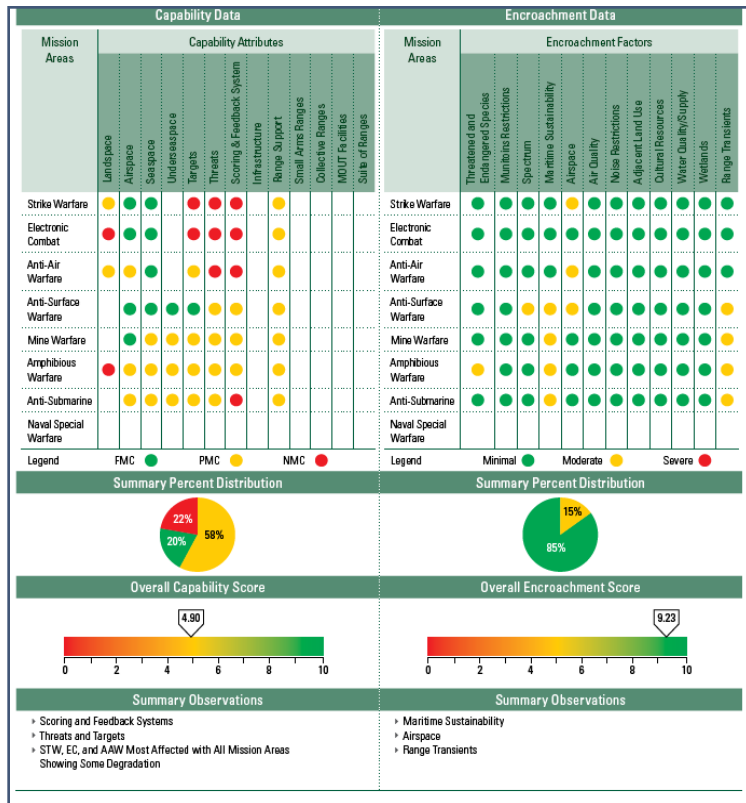 Capability Data
Mission
Areas
Capability Attributes
Landspace
Airspace
Seaspace
Underseaspace
Targets
Threats
Scoring & Feedback System
Infrastructure
Range Support
Small Arms Ranges
Collective Ranges
MOUT Facilities
Suite of Ranges
Strike Warfare
Electronic
Combat
Anti-Air
Warfare
Anti-Surface
Warfare
Mine Warfare
Amphibious
Warfare
Anti-Submarine
Naval Special
Warfare
Legend FMC PMC NMC
Summary Percent Distribution
22%
58%
20%
Overall Capability Score
4.90
0 2 4 6 8 10
Summary Observations
Scoring and Feedback Systems
Threats and Targets
STW, EC, and AAW Most Affected with All Mission Areas
Showing Some Degradation
Encroachment Data
Mission
Areas
Encroachment Factors
Threatened and
Endangered Species
Munitoins Restrictions
Spectrum
Maritime Sustainability
Airspace
Air Quality
Noise Restrictions
Adjacent Land Use
Cultural Resources
Water Quality/Supply
Wetlands
Range Transients
Strike Warfare
Electronic
Combat
Anti-Air
Warfare
Anti-Surface
Warfare
Mine Warfare
Amphibious
Warfare
Anti-Submarine
Naval Special
Warfare
Legend Minimal Moderate Severe
Summary Percent Distribution
15%
85%
Overall Encroachment Score
9.23
0 2 4 6 8 10
Summary Observations
Maritime Sustainability
Airspace
Range Transients